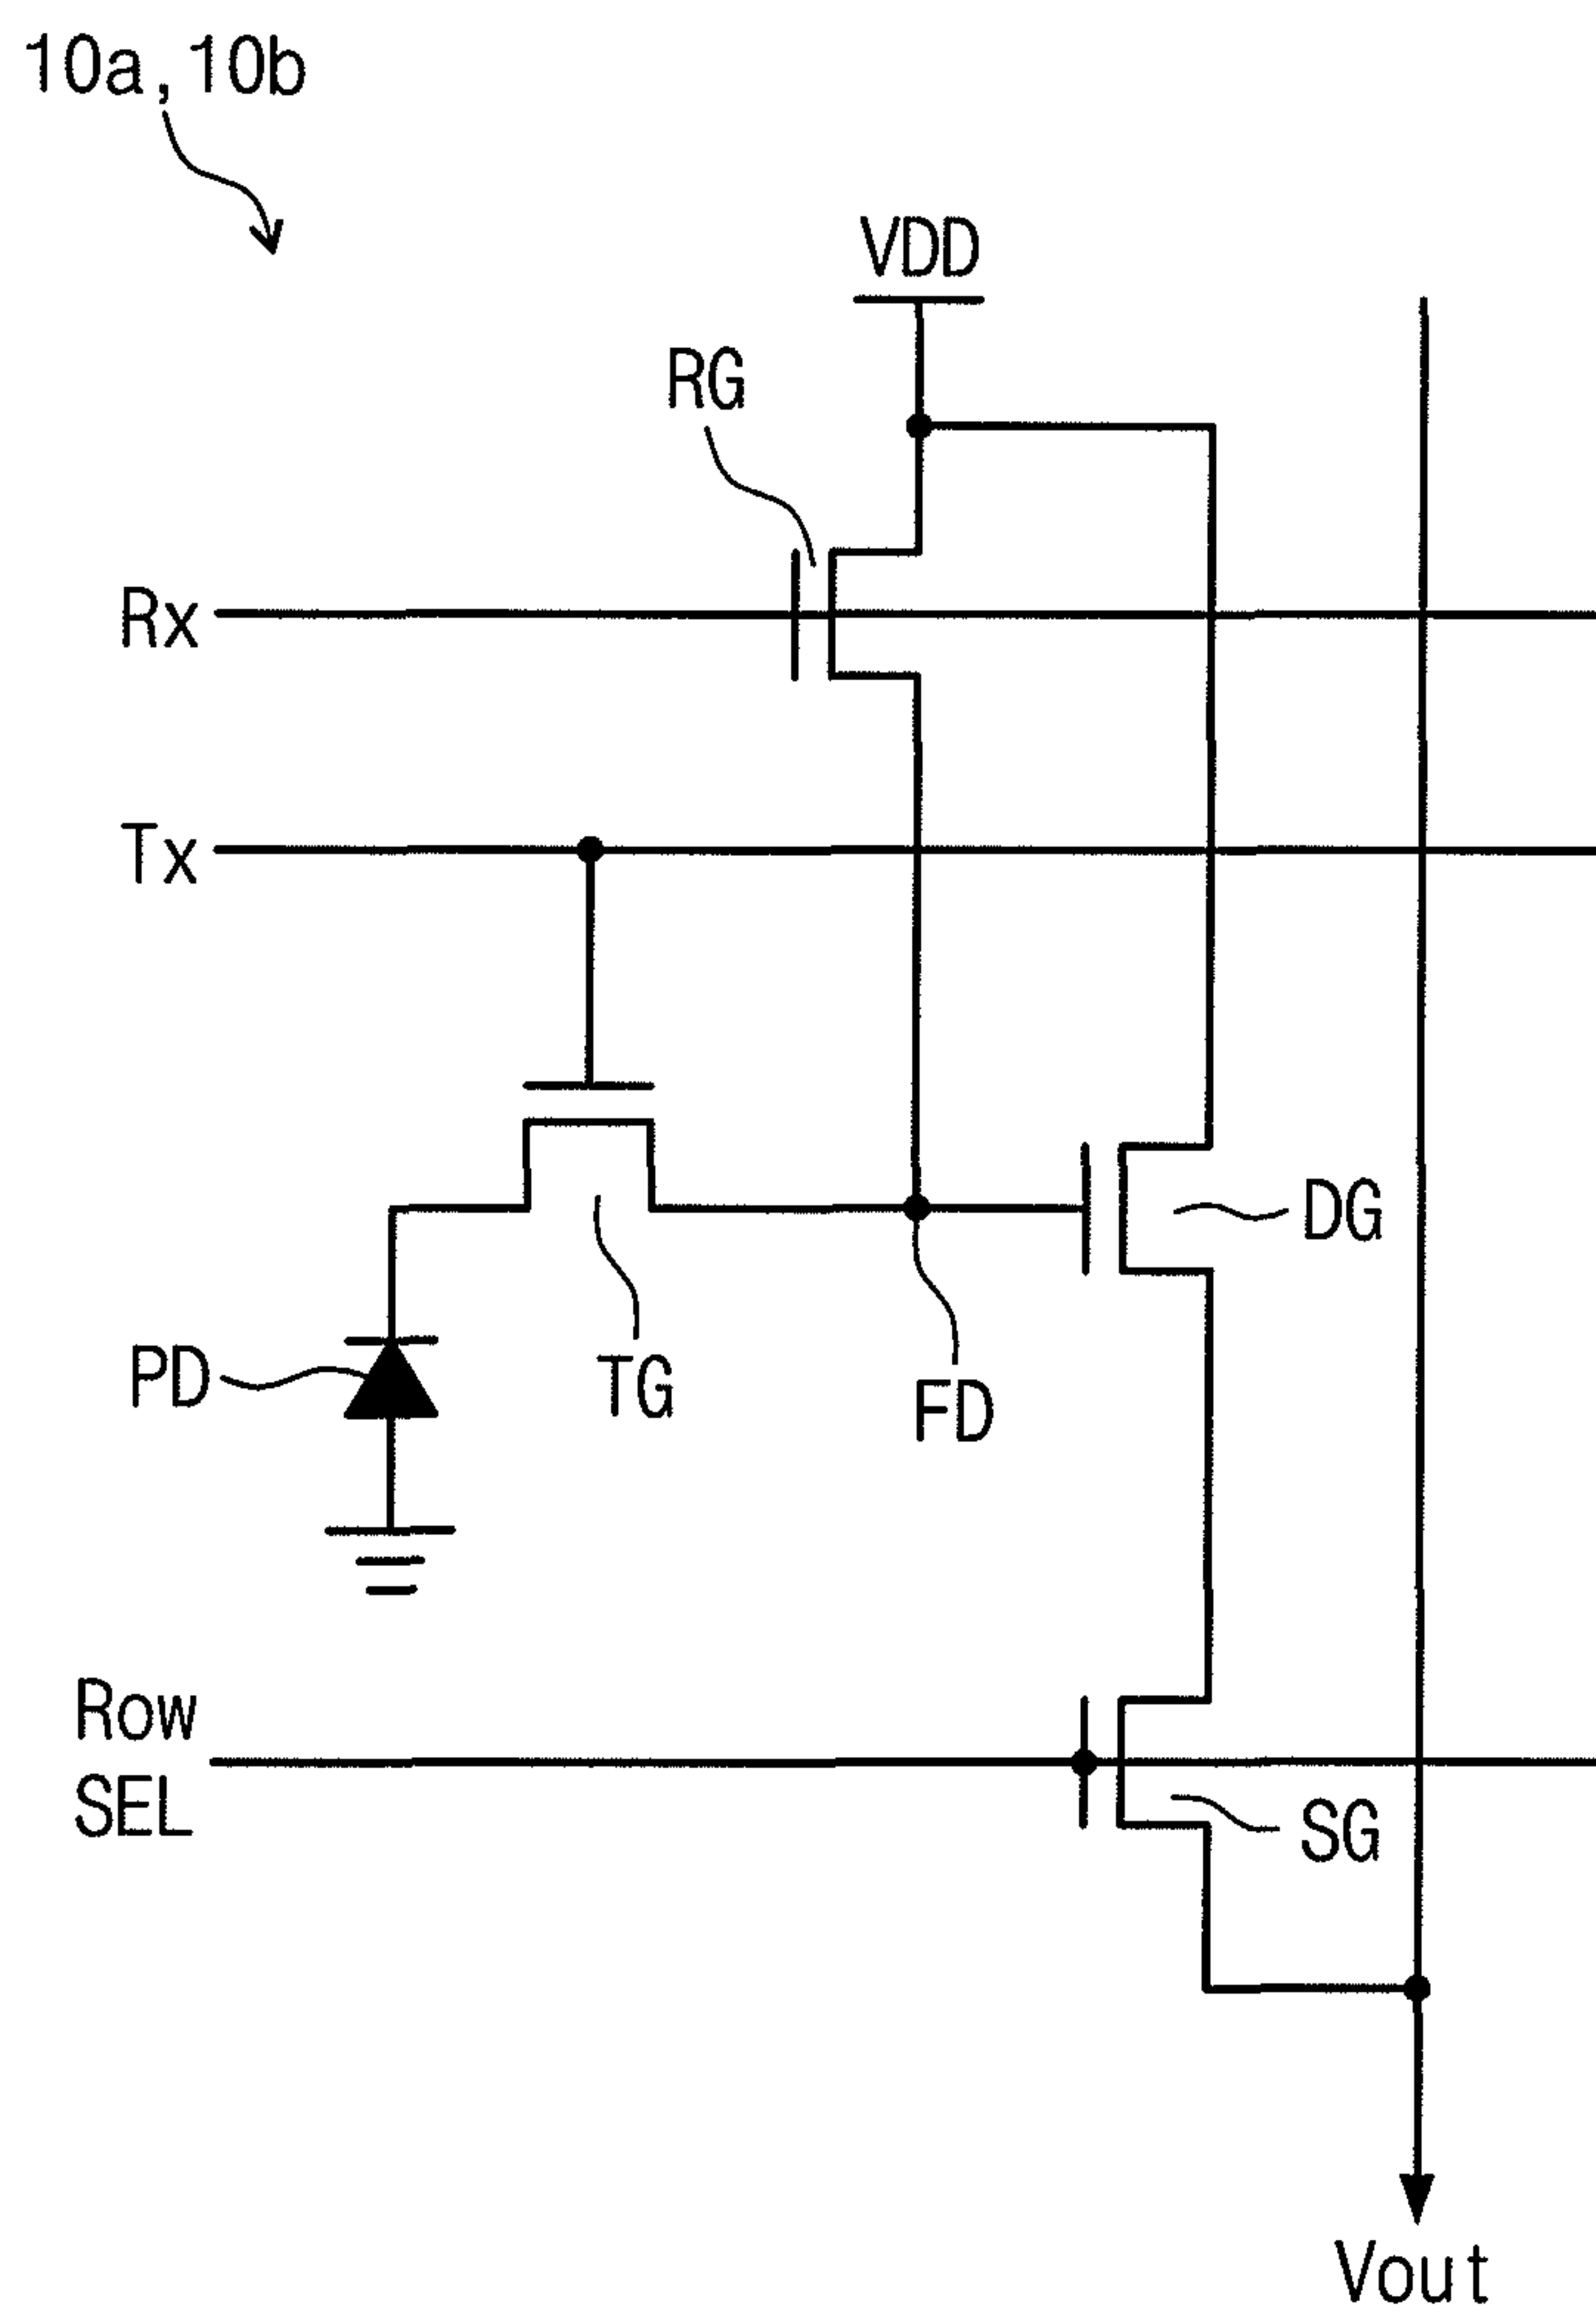 10a, 10b
VDD
RG
Rx
Tx
DG
PD
TG
FD
Row
SEL
SG
Vout